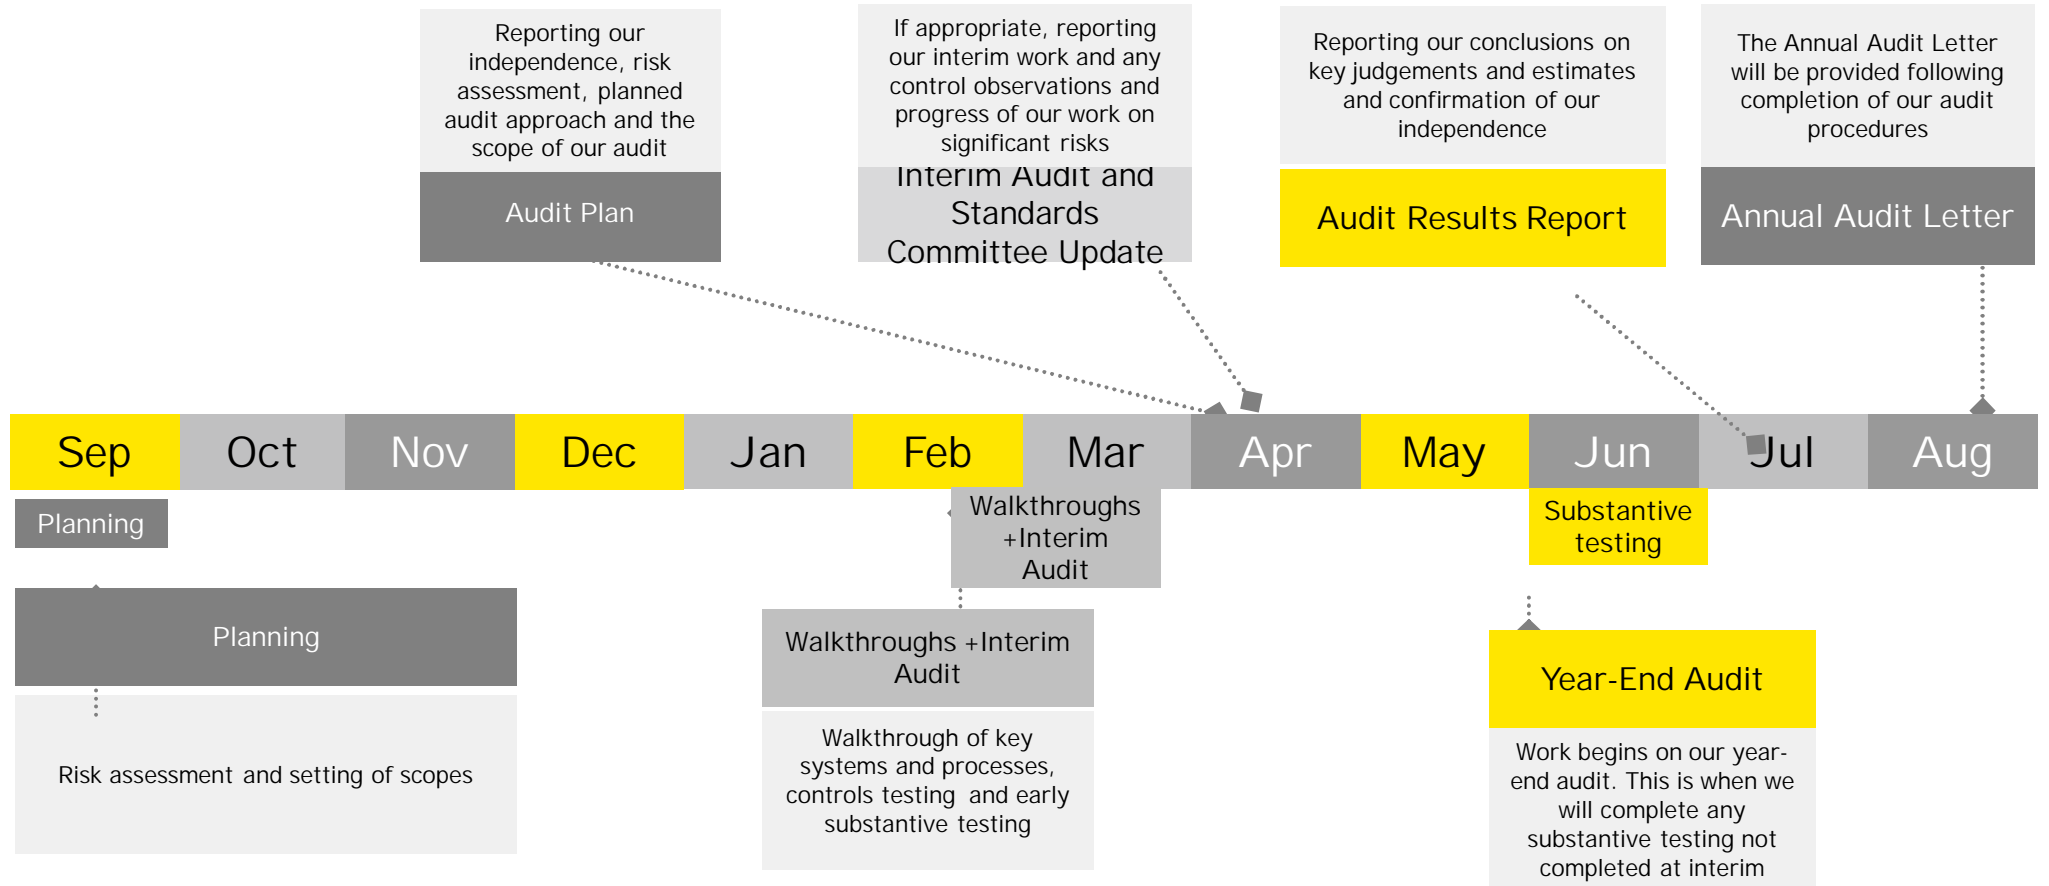 Reporting our
independence, risk
assessment, planned
audit approach and the
scope of our audit
Audit Plan
If appropriate, reporting
our interim work and any
control observations and
progress of our work on
significant risks
Interim Audit and
Standards
Committee Update
Reporting our conclusions on
key judgements and estimates
and confirmation of our
independence
Audit Results Report
The Annual Audit Letter
will be provided following
completion of our audit
procedures
Annual Audit Letter
Sep Oct Nov Dec Jan Feb Mar Apr May Jun Jul Aug
Planning
Planning
Risk assessment and setting of scopes
Walkthroughs
+Interim
Audit
Walkthroughs +Interim
Audit
Walkthrough of key
systems and processes,
controls testing and early
substantive testing
Substantive
testing
Year-End Audit
Work begins on our year-
end audit. This is when we
will complete any
substantive testing not
completed at interim